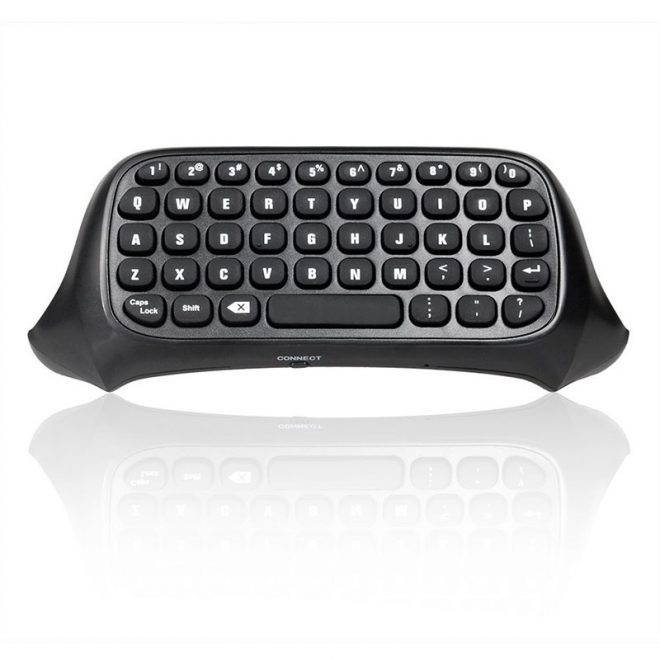 1 ! 2 @ 3 # 4 $ 5 % 6 ^ 7 & 8 * 9 ( ) 0
Q W E R T Y U I O P
A S D F G H J K L | \
Z X C V B N M < , > .
Caps Lock Shift X : ; " ' ? /
CONNECT